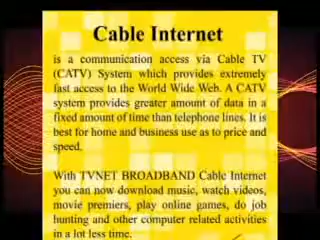 Cable Internet
is a communication access via Cable TV
(CATV) System which provides extremely
fast access to the World Wide Web. A CATV
system provides greater amount of data in a
fixed amount of time than telephone lines. It is
best for home and business use as to price and
speed.
With TVNET BROADBAND Cable Internet
you can now download music, watch videos,
movie premiers, play online games, do job
hunting and other computer related activities
in a lot less time.